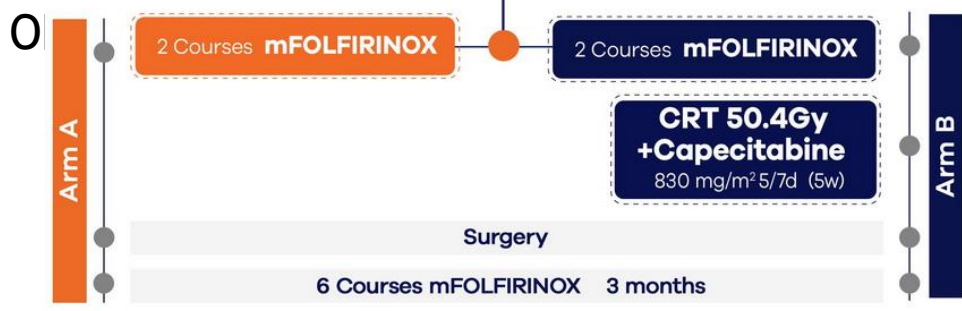 O
Arm A
2 Courses mFOLFIRINOX
2 Courses mFOLFIRINOX
CRT 50.4Gy
+Capecitabine
830 mg/m² 5/7d (5w)
Arm B
Surgery
6 Courses mFOLFIRINOX 3 months